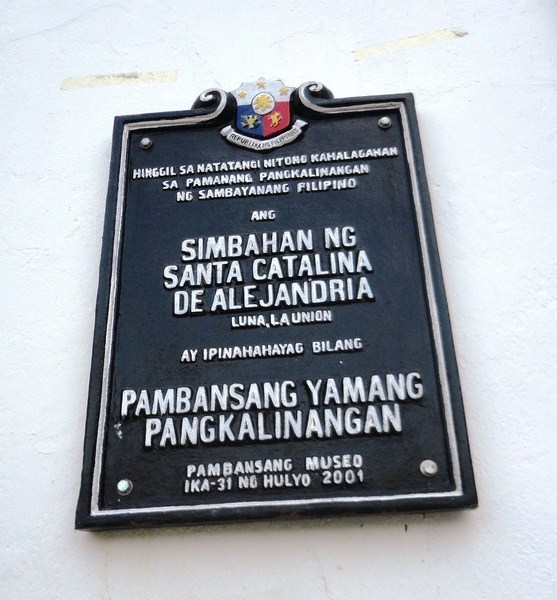 REPUBLIKA NG PILIPINAS
HINGGIL SA NATATANGI NITONG KAHALAGAHAN
SA PAMANANG PANGKALINANGAN
NG SAMBAYANANG FILIPINO
ANG
SIMBAHAN NG
SANTA CATALINA
DE ALEJANDRIA
LUNA, LA UNION
AY IPINAHAHAYAG BILANG
PAMBANSANG YAMANG
PANGKALINANGAN
PAMBANSANG MUSEO
IKA-31 NG HULYO 2001